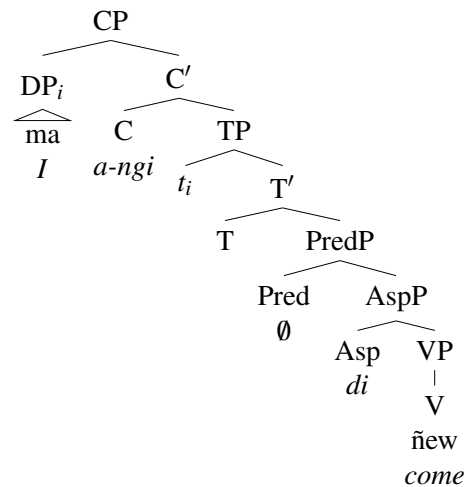 CP
DPᵢ C′
ma C TP
I a-ngi tᵢ T′
T PredP
Pred AspP
∅ Asp VP
di V
ñew
come